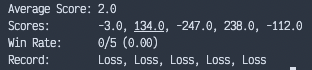 Average Score: 2.0
Scores: -3.0, 134.0, -247.0, 238.0, -112.0
Win Rate: 0/5 (0.00)
Record: Loss, Loss, Loss, Loss, Loss